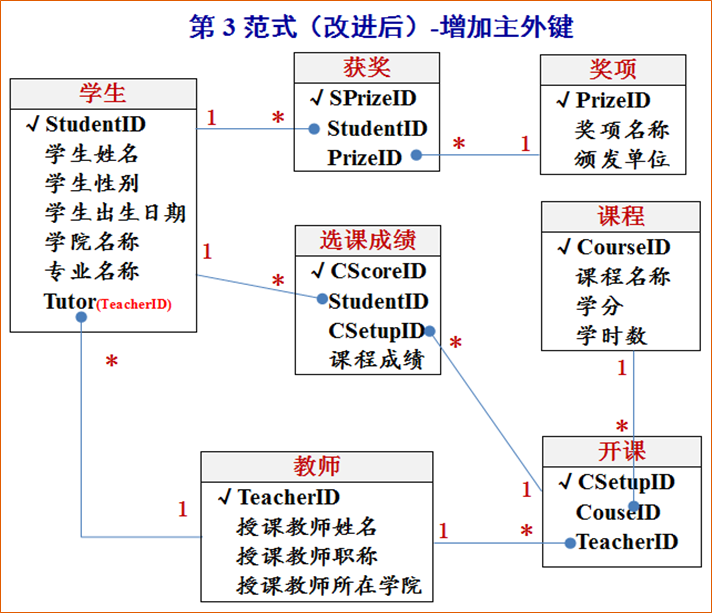 第3范式（改进后）-增加主外键
学生
√ StudentID
学生姓名
学生性别
学生出生日期
学院名称
专业名称
Tutor(TeacherID)
获奖
√ SPrizeID
StudentID
PrizeID
奖项
√ PrizeID
奖项名称
颁发单位
1
*
*
1
选课成绩
√ CScoreID
StudentID
CSetupID
课程成绩
课程
√ CourseID
课程名称
学分
学时数
1
*
*
1
1
*
*
1
教师
√ TeacherID
授课教师姓名
授课教师职称
授课教师所在学院
1
*
开课
√ CSetupID
CouseID
TeacherID